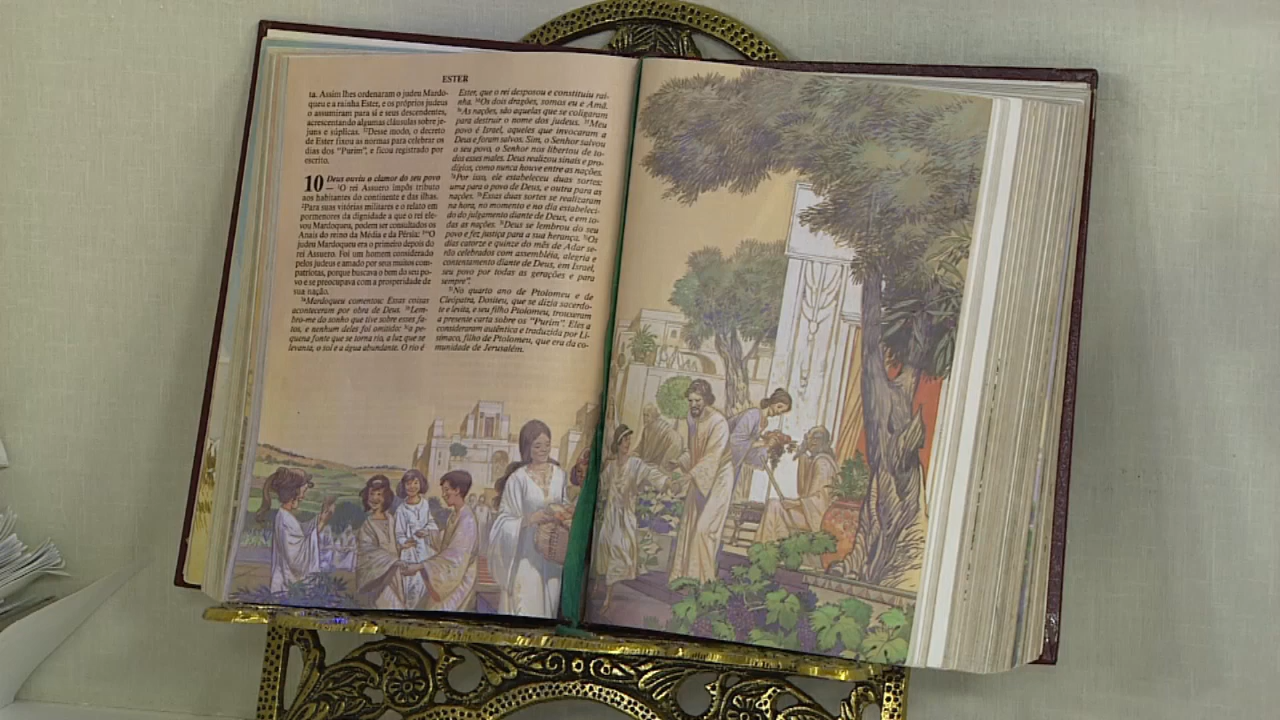 ESTER
ta. Assim lhes ordenaram o judeu Mardo-
queu e a rainha Ester, e os próprios judeus
o assumiram para si e seus descendentes,
acrescentando algumas cláusulas sobre je-
juns e súplicas. ³²Desse modo, o decreto
de Ester fixou as normas para celebrar os
dias dos "Purim", e ficou registrado por
escrito.
10 Deus ouviu o clamor do seu povo
— ¹O rei Assuero impôs tributo
aos habitantes do continente e das ilhas.
²Para suas vitórias militares e o relato em
pormenores da dignidade a que o rei ele-
vou Mardoqueu, podem ser consultados os
Anais do reino da Média e da Pérsia: ³"O
judeu Mardoqueu era o primeiro depois do
rei Assuero. Foi um homem considerado
pelos judeus e amado por seus muitos com-
patriotas, porque buscava o bem do seu po-
vo e se preocupava com a prosperidade de
sua nação.
Mardoqueu comentou: Essas coisas
aconteceram por obra de Deus. Lem-
bro-me do sonho que tive sobre esses fa-
tos, e nenhum deles foi omitido: a pe-
quena fonte que se torna rio, a luz que se
levanta, o sol e a água abundante. O rio é
Ester, que o rei desposou e constituiu rai-
nha. Os dois dragões, somos eu e Amã.
As nações, são aquelas que se coligaram
para destruir o nome dos judeus. Meu
povo é Israel, aqueles que invocaram a
Deus e foram salvos: Sim, o Senhor salvou
o seu povo, o Senhor nos libertou de to-
dos esses males. Deus realizou sinais e pro-
dígios, como nunca houve entre as nações.
Por isso, ele estabeleceu duas sortes:
uma para o povo de Deus, e outra para as
nações. Essas duas sortes se realizaram
na hora, no momento e no dia estabeleci-
do do julgamento diante de Deus, e em to-
das as nações. Deus se lembrou do seu
povo e fez justiça para a sua herança. Os
dias catorze e quinze do mês de Adar se-
rão celebrados com assembléia, alegria e
contentamento diante de Deus, em Israel,
seu povo por todas as gerações e para
sempre".
No quarto ano de Ptolomeu e de
Cleópatra, Dositeu, que se dizia sacerdo-
te e levita, e seu filho Ptolomeu, trouxeram
a presente carta sobre os "Purim". Eles a
consideraram autêntica e traduzida por Li-
símaco, filho de Ptolomeu, que era da co-
munidade de Jerusalém.